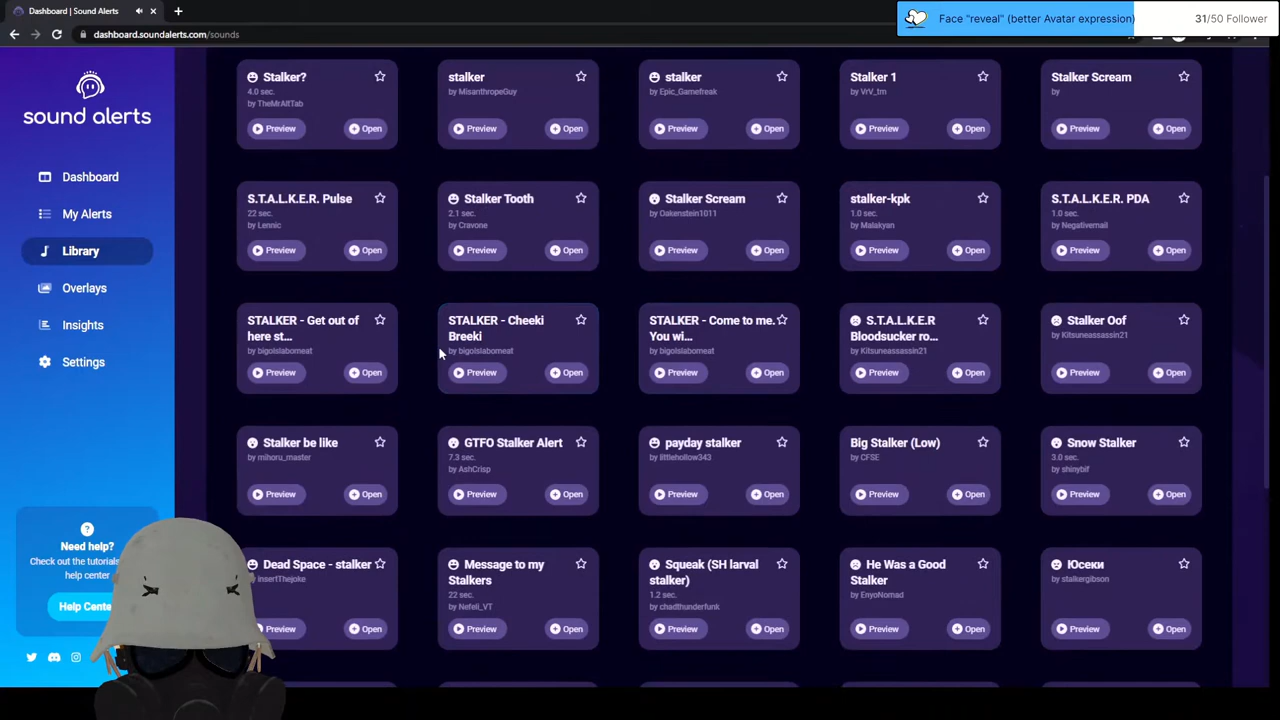 Dashboard | Sound Alerts
dashboard.soundalerts.com/sounds
Face "reveal" (better Avatar expression)
31/50 Follower
sound alerts
Dashboard
My Alerts
Library
Overlays
Insights
Settings
Need help?
Check out the tutorials
help center
Help Cente
Stalker?
4.0 sec.
by TheMrAltTab
Preview
Open
stalker
by MisanthropeGuy
Preview
Open
stalker
by Epic_Gamefreak
Preview
Open
Stalker 1
by VrV_tm
Preview
Open
Stalker Scream
by
Preview
Open
S.T.A.L.K.E.R. Pulse
22 sec.
by Lennic
Preview
Open
Stalker Tooth
2.1 sec.
by Cravone
Preview
Open
Stalker Scream
by Oakenstein1011
Preview
Open
stalker-kpk
1.0 sec.
by Malakyan
Preview
Open
S.T.A.L.K.E.R. PDA
1.0 sec.
by Negativemail
Preview
Open
STALKER - Get out of
here st...
by bigolslabomeat
Preview
Open
STALKER - Cheeki
Breeki
by bigolslabomeat
Preview
Open
STALKER - Come to me.
You wi...
by bigolslabomeat
Preview
Open
S.T.A.L.K.E.R
Bloodsucker ro...
by Kitsuneassassin21
Preview
Open
Stalker Oof
by Kitsuneassassin21
Preview
Open
Stalker be like
by mihoru_master
Preview
Open
GTFO Stalker Alert
7.3 sec.
by AshCrisp
Preview
Open
payday stalker
by littlehollow343
Preview
Open
Big Stalker (Low)
by CFSE
Preview
Open
Snow Stalker
3.0 sec.
by shinybif
Preview
Open
Dead Space - stalker
insertThejoke
Preview
Open
Message to my
Stalkers
22 sec.
by Nefeli_VT
Preview
Open
Squeak (SH larval
stalker)
1.2 sec.
by chadthunderfunk
Preview
Open
He Was a Good
Stalker
by EnyoNomad
Preview
Open
Юсеки
by stalkergibson
Preview
Open